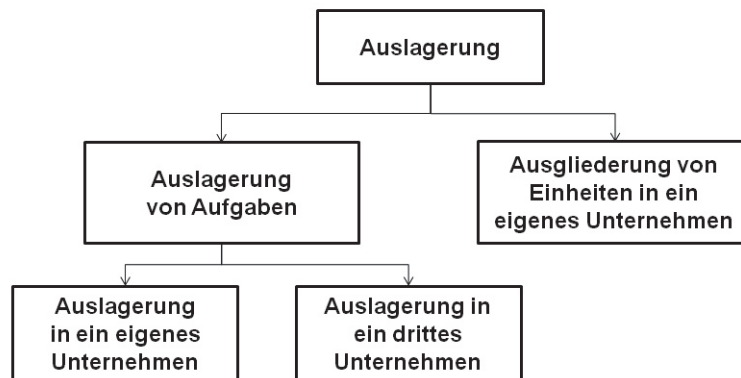 Auslagerung
Auslagerung
von Aufgaben
Ausgliederung von
Einheiten in ein
eigenes Unternehmen
Auslagerung
in ein eigenes
Unternehmen
Auslagerung in
ein drittes
Unternehmen